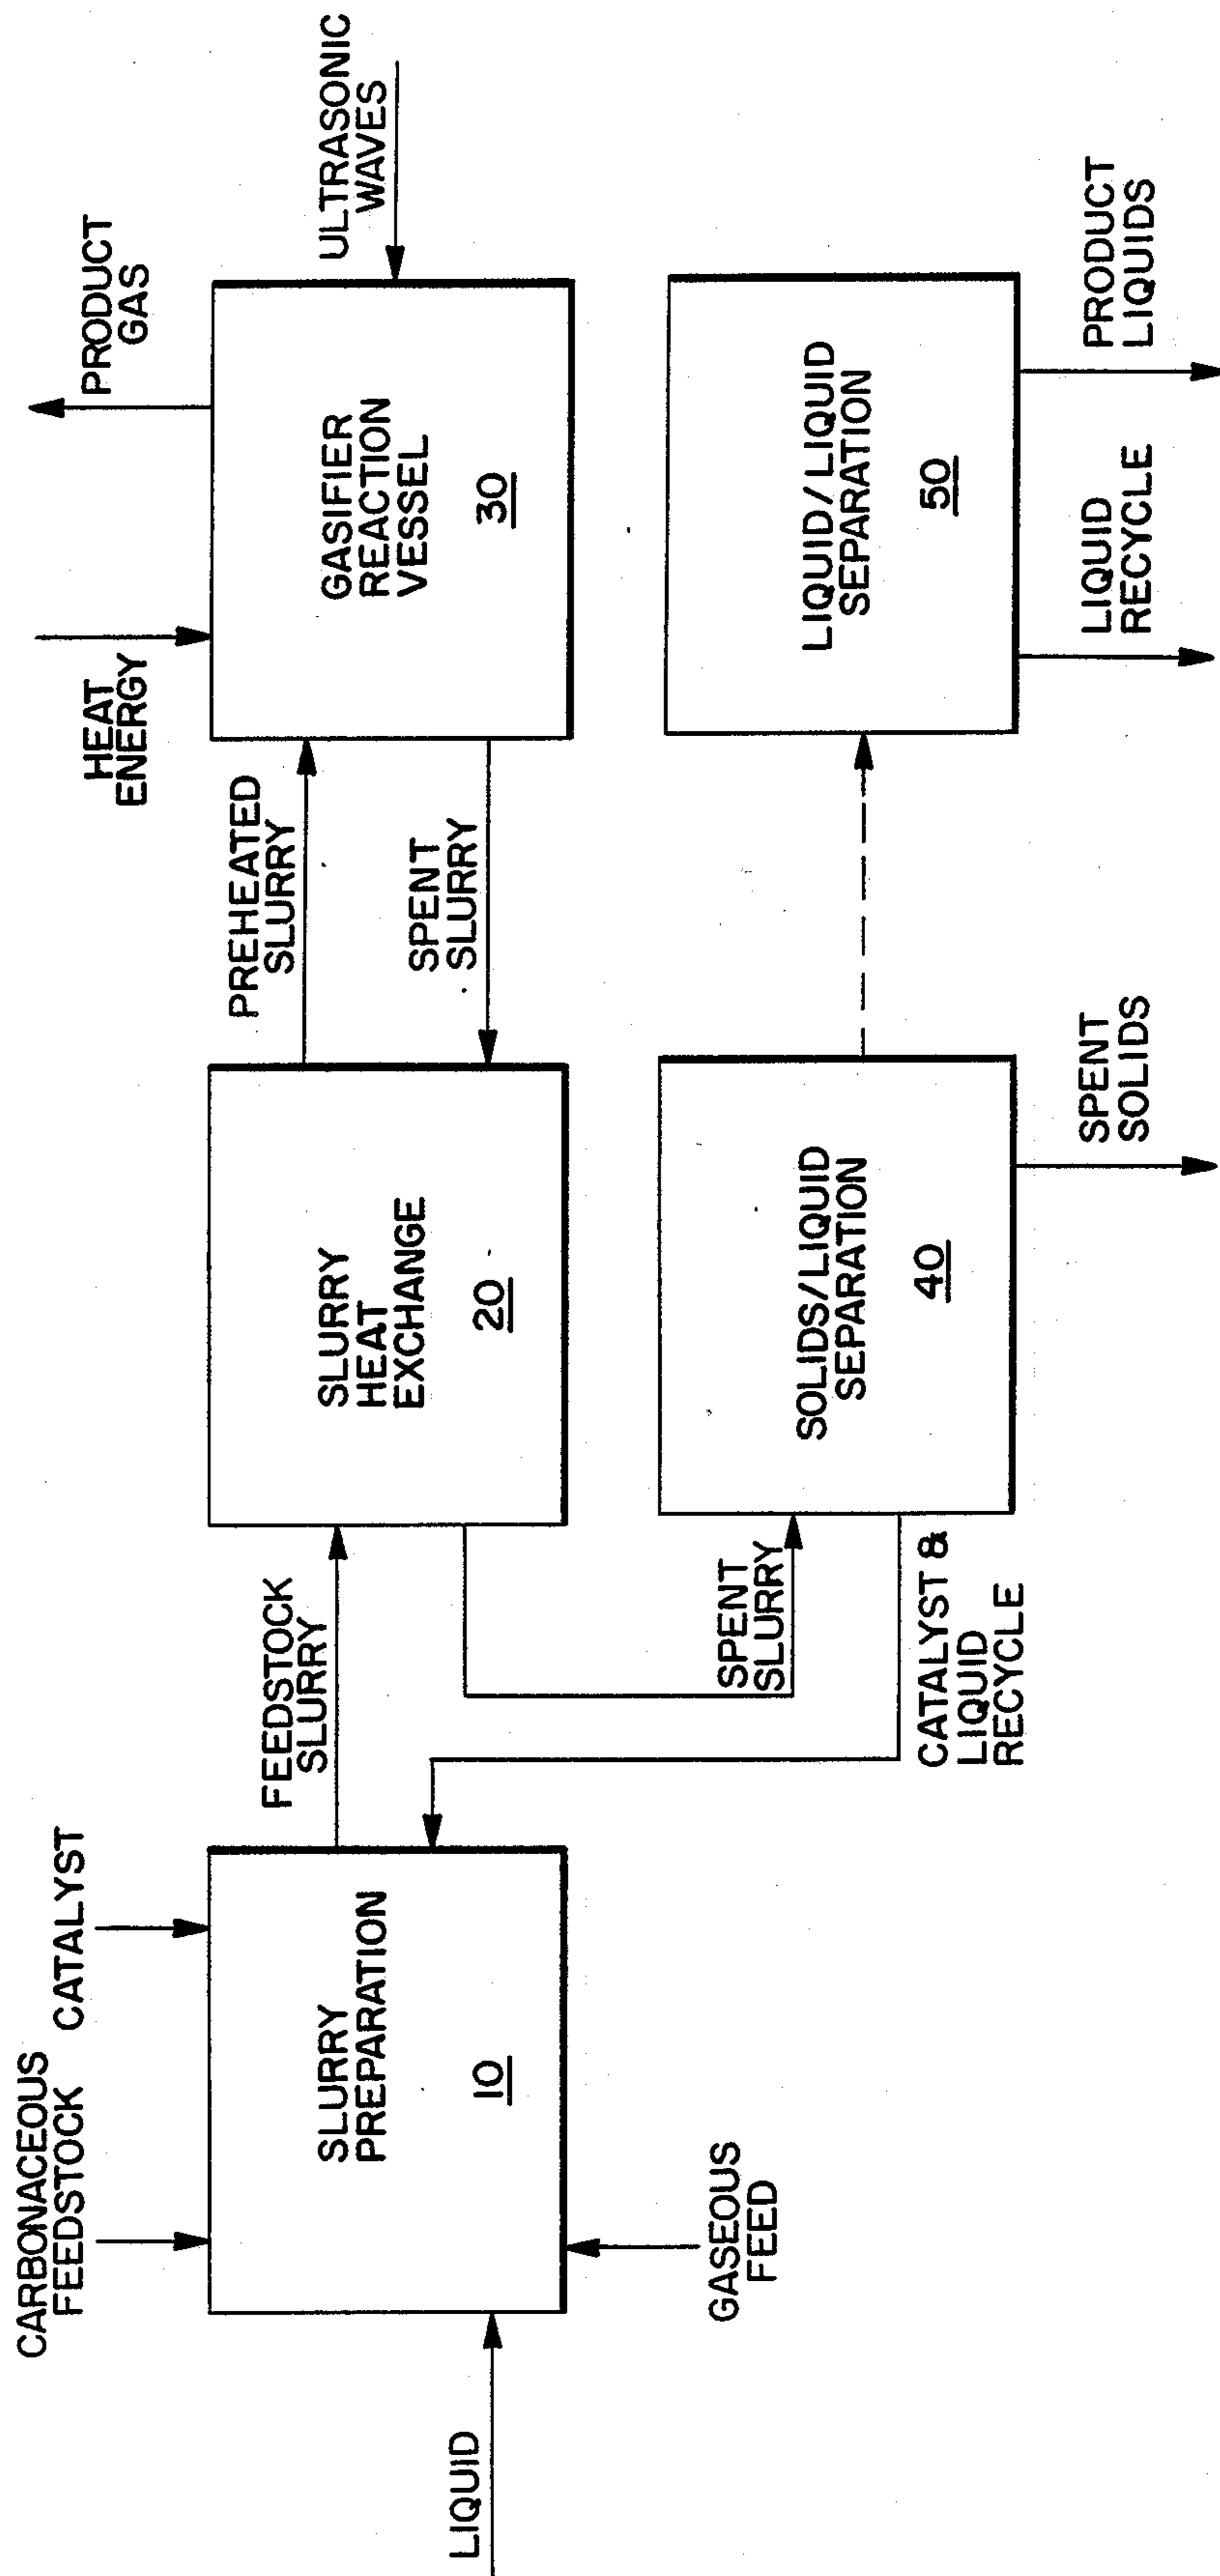 CARBONACEOUS
FEEDSTOCK
CATALYST
LIQUID
SLURRY
PREPARATION
10
GASEOUS
FEED
FEEDSTOCK
SLURRY
SLURRY
HEAT
EXCHANGE
20
PREHEATED
SLURRY
SPENT
SLURRY
HEAT
ENERGY
PRODUCT
GAS
GASIFIER
REACTION
VESSEL
30
ULTRASONIC
WAVES
SPENT
SLURRY
CATALYST &
LIQUID
RECYCLE
SOLIDS/LIQUID
SEPARATION
40
SPENT
SOLIDS
LIQUID/LIQUID
SEPARATION
50
LIQUID
RECYCLE
PRODUCT
LIQUIDS